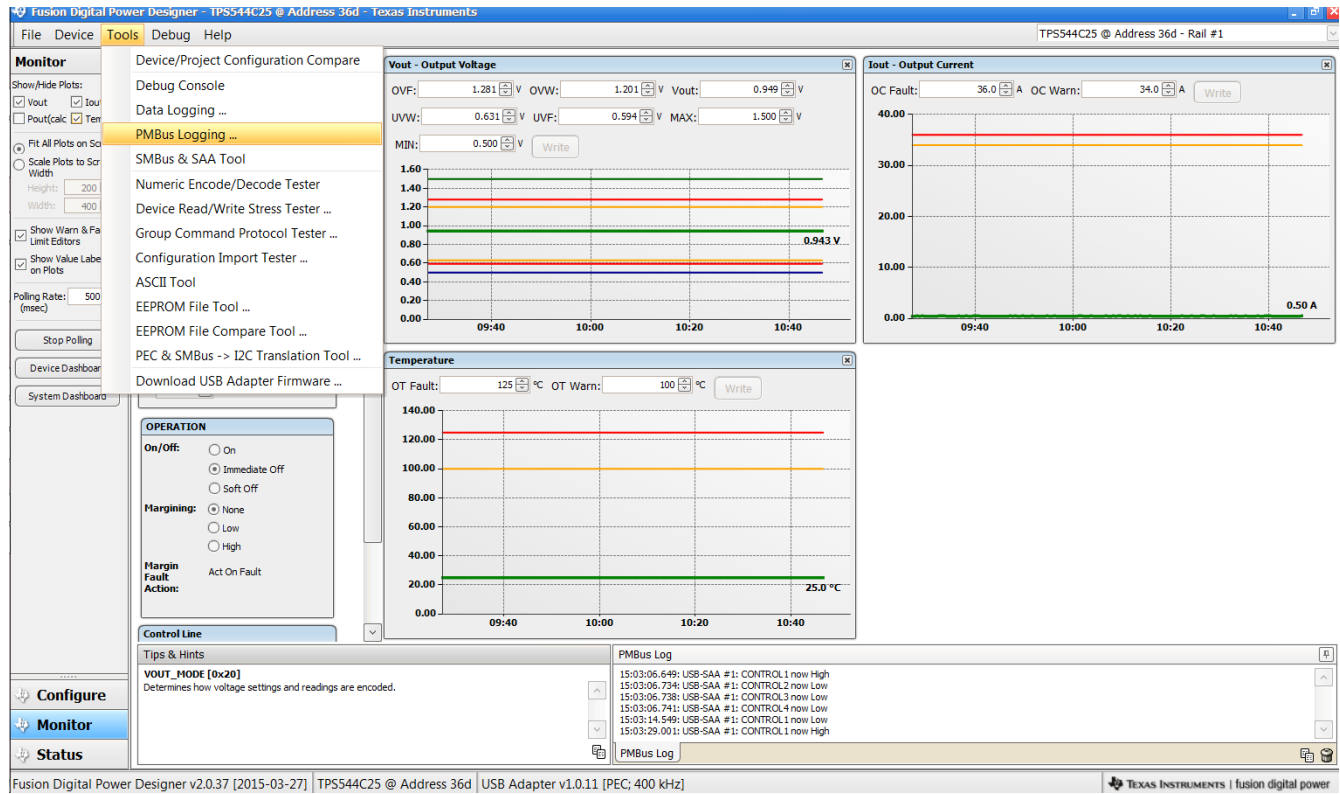 Fusion Digital Power Designer - TPS544C25 @ Address 36d - Texas Instruments
File Device Tools Debug Help
TPS544C25 @ Address 36d - Rail #1
Monitor
Show/Hide Plots:
Vout
Pout(calc
Fit All Plots on
Scale Plots to
Width
Height: 200
Width: 400
Show Warn &
Limit Editors
Show Value
on Plots
Polling Rate: 500
(msec)
Stop Polling
Device
System Dashboard
Device/Project Configuration Compare
Debug Console
Data Logging ...
PMBus Logging ...
SMBus & SAA Tool
Numeric Encode/Decode Tester
Device Read/Write Stress Tester ...
Group Command Protocol Tester ...
Configuration Import Tester ...
ASCII Tool
EEPROM File Tool ...
EEPROM File Compare Tool ...
PEC & SMBus -> I2C Translation Tool ...
Download USB Adapter Firmware ...
Vout - Output Voltage
OVF: 1.281 V OVW: 1.201 V Vout: 0.949 V
UVW: 0.631 V UVF: 0.594 V MAX: 1.500 V
MIN: 0.500 V Write
1.60
1.40
1.20
1.00
0.943 V
0.80
0.60
0.40
0.20
0.00
09:40 10:00 10:20 10:40
Iout - Output Current
OC Fault: 36.0 A OC Warn: 34.0 A Write
40.00
30.00
20.00
10.00
0.50 A
0.00
09:40 10:00 10:20 10:40
Temperature
OT Fault: 125 °C OT Warn: 100 °C Write
140.00
120.00
100.00
80.00
60.00
40.00
20.00
25.0 °C
0.00
09:40 10:00 10:20 10:40
OPERATION
On/Off: On
Immediate Off
Soft Off
Margining: None
Low
High
Margin
Fault Act On Fault
Action:
Control Line
Tips & Hints
VOUT_MODE [0x20]
Determines how voltage settings and readings are encoded.
PMBus Log
15:03:06.649: USB-SAA #1: CONTROL1 now High
15:03:06.734: USB-SAA #1: CONTROL2 now Low
15:03:06.738: USB-SAA #1: CONTROL3 now Low
15:03:06.741: USB-SAA #1: CONTROL4 now Low
15:03:14.549: USB-SAA #1: CONTROL1 now Low
15:03:29.001: USB-SAA #1: CONTROL1 now High
PMBus Log
Configure
Monitor
Status
Fusion Digital Power Designer v2.0.37 [2015-03-27] TPS544C25 @ Address 36d USB Adapter v1.0.11 [PEC; 400 kHz]
TEXAS INSTRUMENTS | fusion digital power